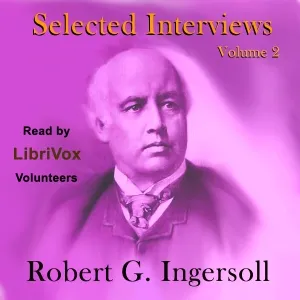 Selected Interviews
Volume 2
Read by
LibriVox
Volunteers
Robert G. Ingersoll